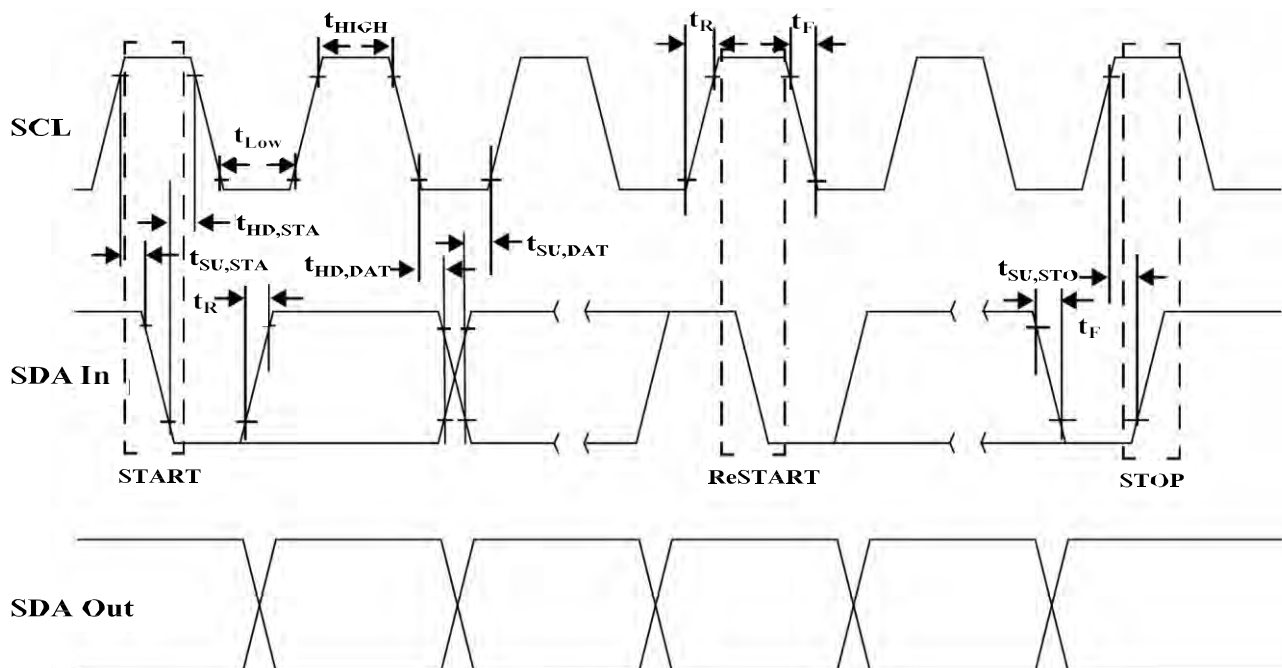 tHIGH
tR
tF
SCL
tLow
tHD,STA
tSU,STA
tHD,DAT
tSU,DAT
tSU,STO
tR
tF
SDA In
START
ReSTART
STOP
SDA Out